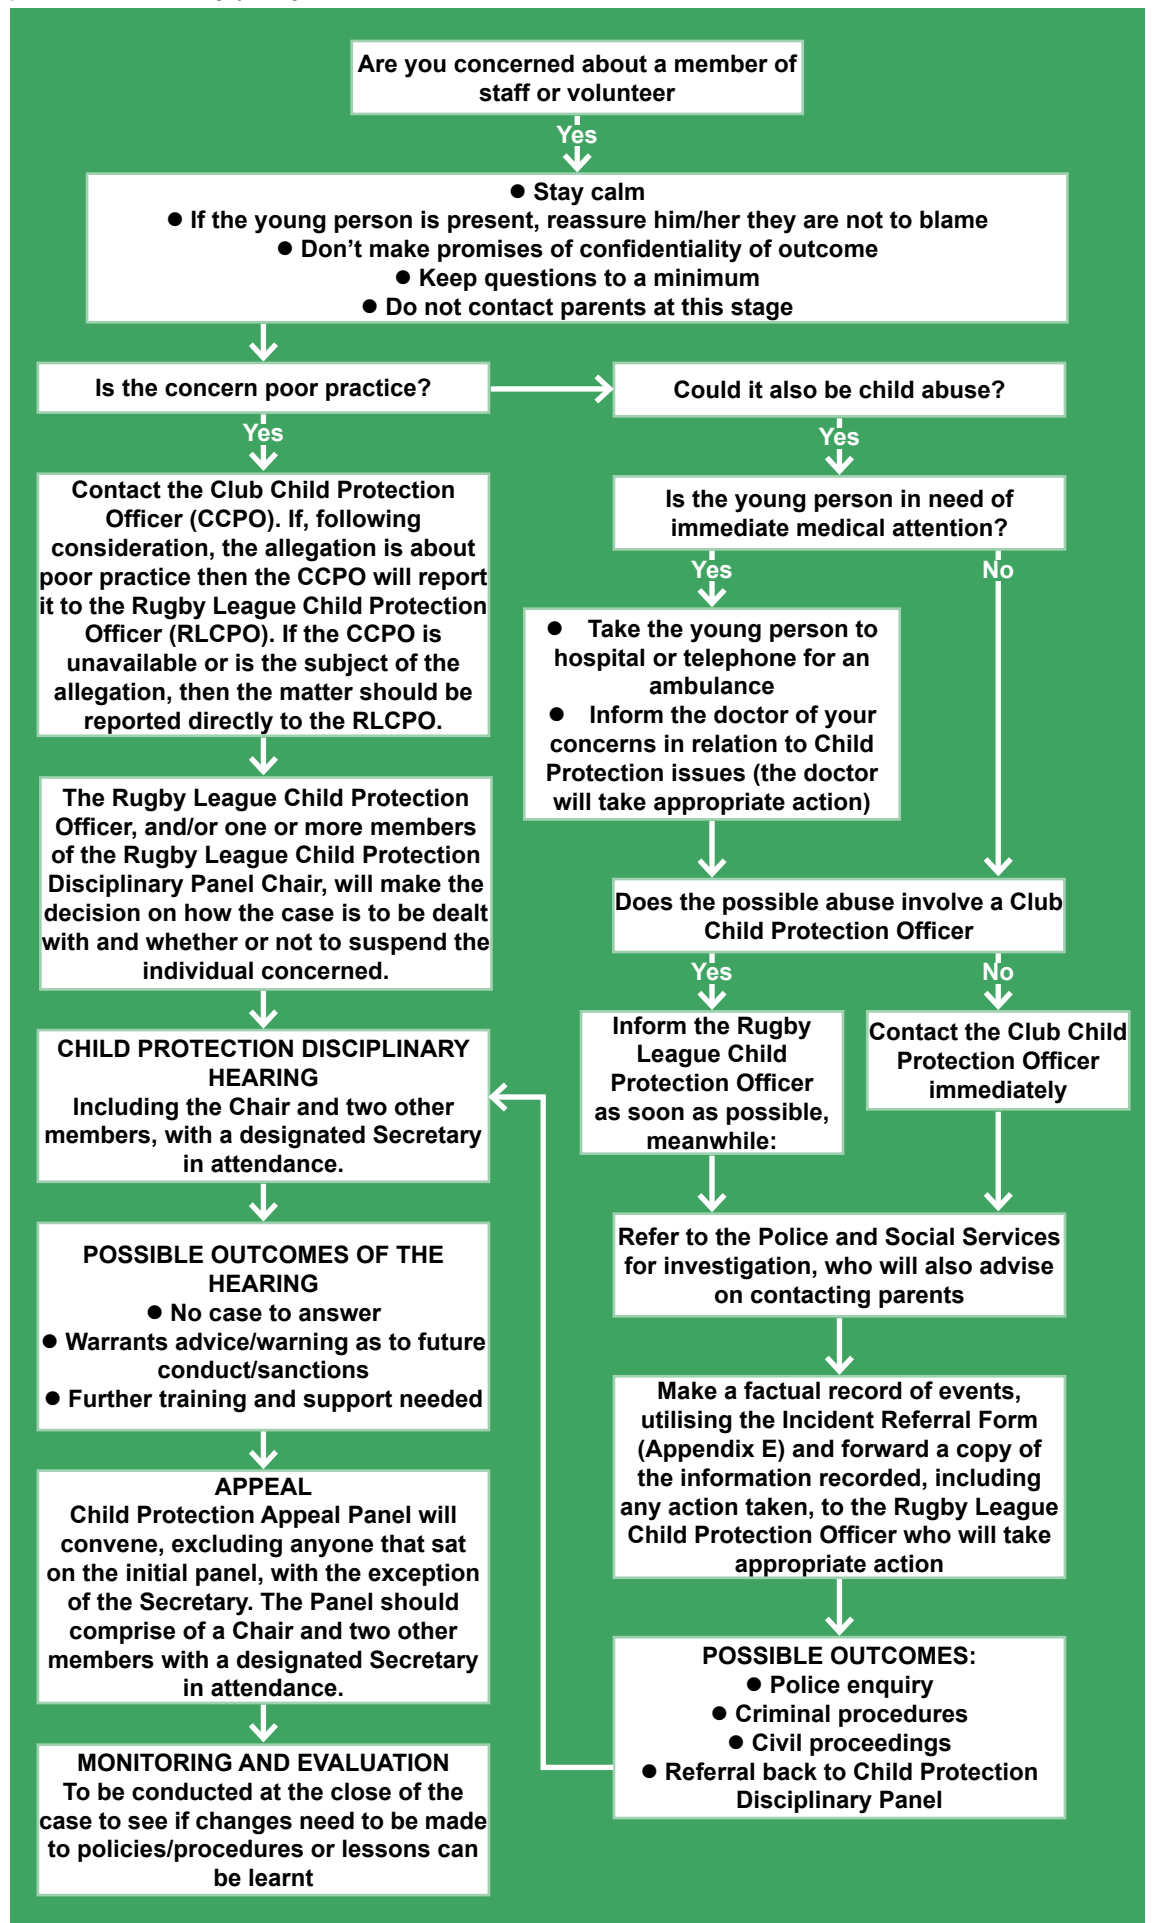 Are you concerned about a member of
staff or volunteer
Yes
● Stay calm
● If the young person is present, reassure him/her they are not to blame
● Don’t make promises of confidentiality of outcome
● Keep questions to a minimum
● Do not contact parents at this stage
Is the concern poor practice?
Yes
Contact the Club Child Protection
Officer (CCPO). If, following
consideration, the allegation is about
poor practice then the CCPO will report
it to the Rugby League Child Protection
Officer (RLCPO). If the CCPO is
unavailable or is the subject of the
allegation, then the matter should be
reported directly to the RLCPO.
The Rugby League Child Protection
Officer, and/or one or more members
of the Rugby League Child Protection
Disciplinary Panel Chair, will make the
decision on how the case is to be dealt
with and whether or not to suspend the
individual concerned.
CHILD PROTECTION DISCIPLINARY
HEARING
Including the Chair and two other
members, with a designated Secretary
in attendance.
POSSIBLE OUTCOMES OF THE
HEARING
● No case to answer
● Warrants advice/warning as to future
conduct/sanctions
● Further training and support needed
APPEAL
Child Protection Appeal Panel will
convene, excluding anyone that sat
on the initial panel, with the exception
of the Secretary. The Panel should
comprise of a Chair and two other
members with a designated Secretary
in attendance.
MONITORING AND EVALUATION
To be conducted at the close of the
case to see if changes need to be made
to policies/procedures or lessons can
be learnt
Could it also be child abuse?
Yes
Is the young person in need of
immediate medical attention?
Yes
No
● Take the young person to
hospital or telephone for an
ambulance
● Inform the doctor of your
concerns in relation to Child
Protection issues (the doctor
will take appropriate action)
Does the possible abuse involve a Club
Child Protection Officer
Yes
No
Inform the Rugby
League Child
Protection Officer
as soon as possible,
meanwhile:
Contact the Club Child
Protection Officer
immediately
Refer to the Police and Social Services
for investigation, who will also advise
on contacting parents
Make a factual record of events,
utilising the Incident Referral Form
(Appendix E) and forward a copy of
the information recorded, including
any action taken, to the Rugby League
Child Protection Officer who will take
appropriate action
POSSIBLE OUTCOMES:
● Police enquiry
● Criminal procedures
● Civil proceedings
● Referral back to Child Protection
Disciplinary Panel